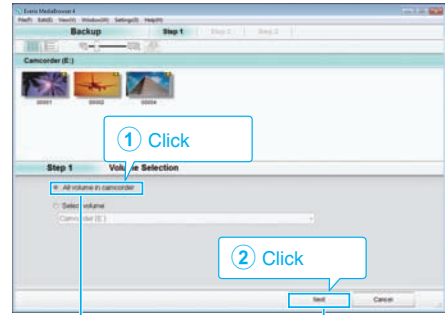 Everio MediaBrowser 4
File(F) Edit(E) View(V) Window(W) Settings(S) Help(H)
Backup Step 1 Step 2 Step 3
Camcorder (E:)
00001 00002 00004
① Click
Step 1 Volume Selection
All volume in camcorder
Select volume
Camcorder (E:)
② Click
Next Cancel